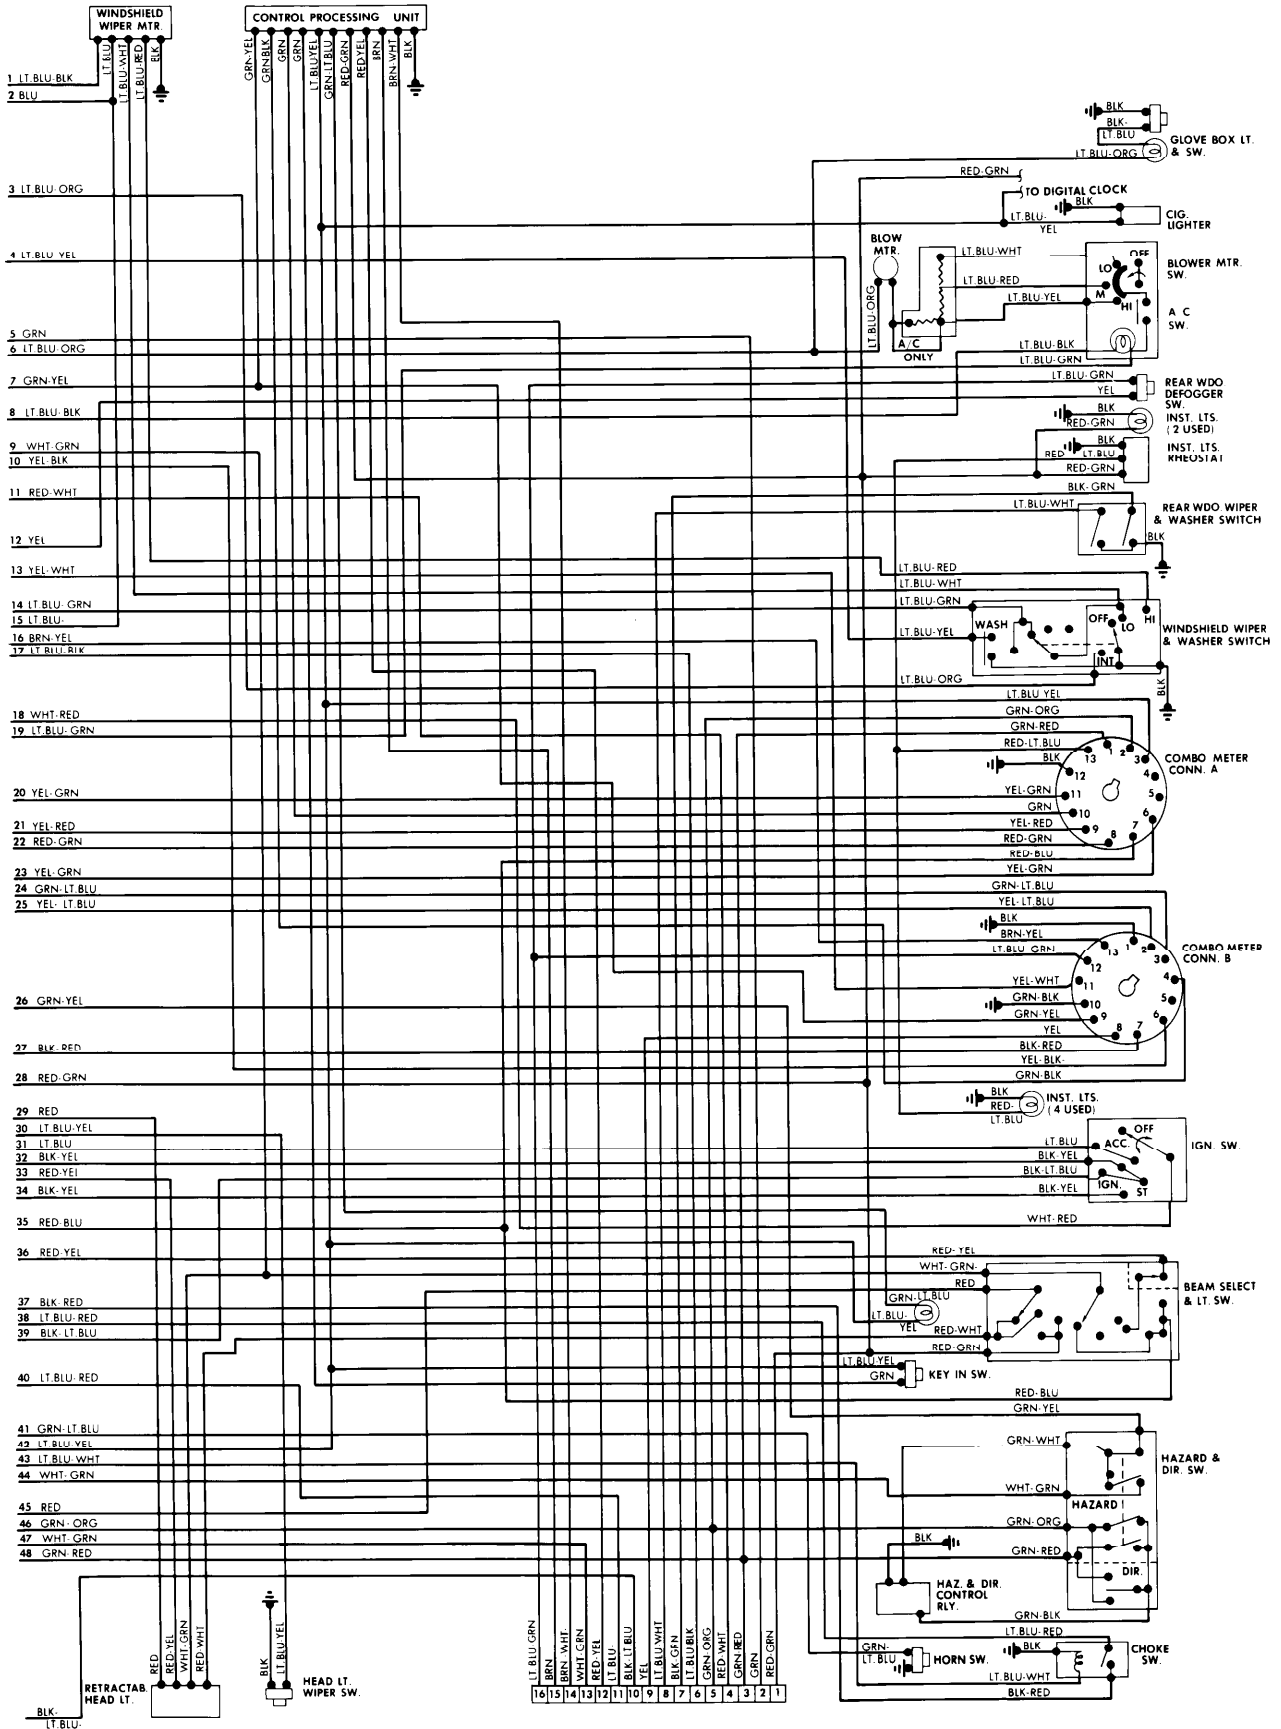 WINDSHIELD
WIPER MTR.
CONTROL PROCESSING UNIT
LT.BLU
LT.BLU-WHT
LT.BLU-RED
BLK
GRN-YEL
GRN-BLK
GRN
GRN
LT.BLU-YEL
GRN-LT.BLU
RED-GRN
RED-YEL
BRN
BRN-WHT
BLK
1 LT.BLU-BLK
2 BLU
3 LT.BLU-ORG
4 LT.BLU YEL
5 GRN
6 LT.BLU-ORG
7 GRN-YEL
8 LT.BLU-BLK
9 WHT-GRN
10 YEL-BLK
11 RED-WHT
12 YEL
13 YEL-WHT
14 LT.BLU-GRN
15 LT.BLU-
16 BRN-YEL
17 LT BLU-BLK
18 WHT-RED
19 LT.BLU-GRN
20 YEL-GRN
21 YEL-RED
22 RED-GRN
23 YEL-GRN
24 GRN-LT.BLU
25 YEL-LT.BLU
26 GRN-YEL
27 BLK-RED
28 RED-GRN
29 RED
30 LT.BLU-YEL
31 LT.BLU
32 BLK-YEL
33 RED-YEL
34 BLK-YEL
35 RED-BLU
36 RED-YEL
37 BLK-RED
38 LT.BLU-RED
39 BLK-LT.BLU
40 LT.BLU-RED
41 GRN-LT.BLU
42 LT BLU-YEL
43 LT.BLU-WHT
44 WHT-GRN
45 RED
46 GRN-ORG
47 WHT-GRN
48 GRN-RED
BLK
BLK-
LT.BLU
LT.BLU-ORG
GLOVE BOX LT.
& SW.
RED-GRN
TO DIGITAL CLOCK
BLK
LT.BLU-
YEL
CIG.
LIGHTER
BLOW
MTR.
LT.BLU-ORG
A/C
ONLY
LT.BLU-WHT
LT.BLU-RED
LT.BLU-YEL
LO
OFF
M
HI
BLOWER MTR.
SW.
A C
SW.
LT.BLU-BLK
LT.BLU-GRN
LT.BLU-GRN
YEL
REAR WDO
DEFOGGER
SW.
BLK
RED-GRN
INST. LTS.
(2 USED)
BLK
RED LT.BLU
RED-GRN
INST. LTS.
RHEOSTAT
BLK-GRN
LT.BLU-WHT
BLK
REAR WDO. WIPER
& WASHER SWITCH
LT.BLU-RED
LT.BLU-WHT
LT.BLU-GRN
LT.BLU-YEL
LT.BLU-ORG
WASH
OFF
LO
HI
INT
BLK
WINDSHIELD WIPER
& WASHER SWITCH
LT.BLU YEL
GRN-ORG
GRN-RED
RED-LT.BLU
BLK
YEL-GRN
GRN
YEL-RED
RED-GRN
RED-BLU
YEL-GRN
1 2 3 4 5 6 7 8 9 10 11 12 13
COMBO METER
CONN. A
GRN-LT.BLU
YEL-LT.BLU
BLK
BRN-YEL
LT.BLU GRN
YEL-WHT
GRN-BLK
GRN-YEL
YEL
BLK-RED
YEL-BLK-
GRN-BLK
1 2 3 4 5 6 7 8 9 10 11 12 13
COMBO METER
CONN. B
BLK
RED-
LT.BLU
INST. LTS.
(4 USED)
LT.BLU
BLK-YEL
BLK-LT.BLU
BLK-YEL
WHT-RED
OFF
ACC.
IGN.
ST
IGN. SW.
RED-YEL
WHT-GRN-
RED
GRN-LT.BLU
LT.BLU-
YEL
RED-WHT
RED-GRN
BEAM SELECT
& LT. SW.
LT.BLU-YEL
GRN
KEY IN SW.
RED-BLU
GRN-YEL
GRN-WHT
WHT-GRN
GRN-ORG
GRN-RED
HAZARD
DIR.
HAZARD &
DIR. SW.
BLK
HAZ. & DIR.
CONTROL
RLY.
GRN-BLK
GRN-
LT.BLU
HORN SW.
LT.BLU-RED
BLK
LT.BLU-WHT
BLK-RED
CHOKE
SW.
RED
RED-YEL
WHT-GRN
RED-WHT
RETRACTAB.
HEAD LT.
BLK
LT.BLU-YEL
HEAD LT.
WIPER SW.
BLK-
LT.BLU-
LT.BLU-GRN
BRN
BRN-WHT-
WHT-GRN
RED-YEL
LT BLU-
BLK LT BLU
YEL
LT BLU WHT
BLK GRN
LT.BLU BLK
GRN-ORG
RED-WHT
GRN-RED
GRN
RED-GRN
16 15 14 13 12 11 10 9 8 7 6 5 4 3 2 1